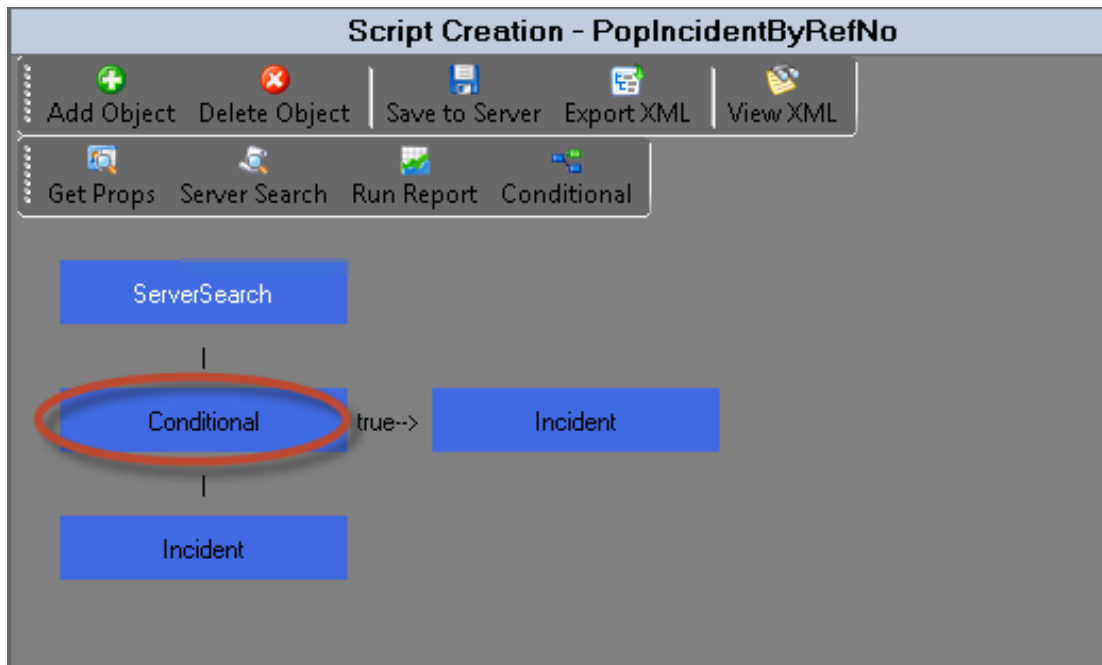 Script Creation - PopIncidentByRefNo
Add Object Delete Object Save to Server Export XML View XML
Get Props Server Search Run Report Conditional
ServerSearch
|
Conditional true--> Incident
|
Incident